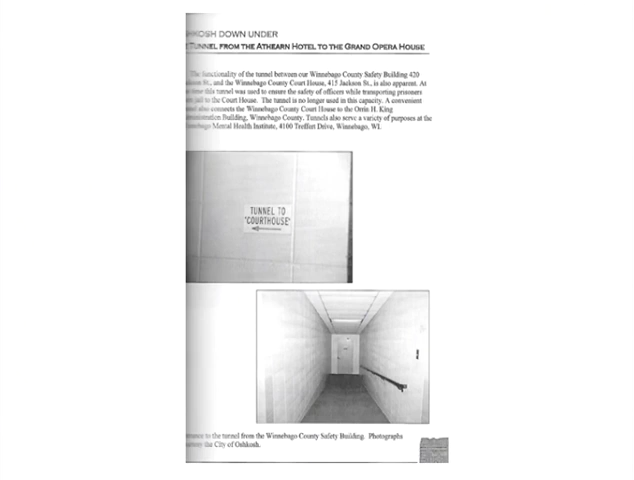 SHKOSH DOWN UNDER
TUNNEL FROM THE ATHEARN HOTEL TO THE GRAND OPERA HOUSE
The functionality of the tunnel between our Winnebago County Safety Building 420
St., and the Winnebago County Court House, 415 Jackson St., is also apparent. At
time this tunnel was used to ensure the safety of officers while transporting prisoners
jail to the Court House. The tunnel is no longer used in this capacity. A convenient
also connects the Winnebago County Court House to the Orrin H. King
Building, Winnebago County. Tunnels also serve a variety of purposes at the
Mental Health Institute, 4100 Treffert Drive, Winnebago, WI.
TUNNEL TO
"COURTHOUSE"
to the tunnel from the Winnebago County Safety Building. Photographs
the City of Oshkosh.